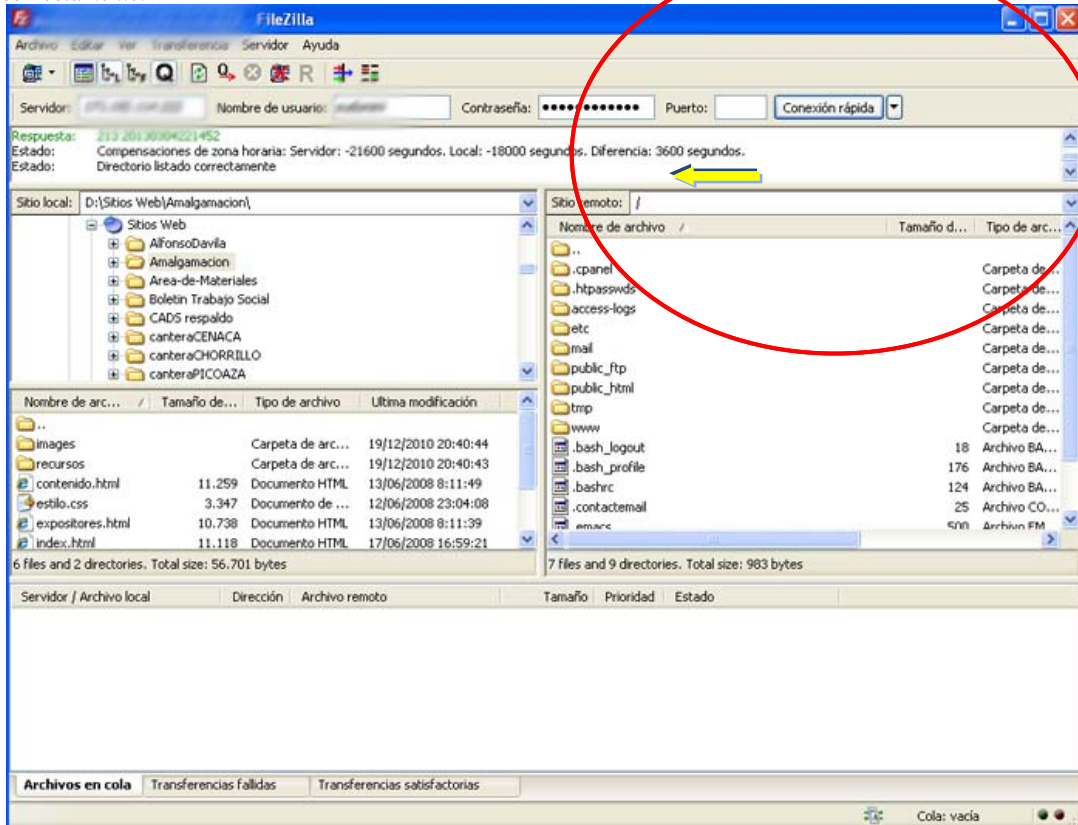 FileZilla
Archivo Editar Ver Transferencia Servidor Ayuda
Servidor: Nombre de usuario: Contraseña: Puerto: Conexión rápida
Respuesta: 213 20130304221452
Estado: Compensaciones de zona horaria: Servidor: -21600 segundos. Local: -18000 segundos. Diferencia: 3600 segundos.
Estado: Directorio listado correctamente
Sitio local: D:\Sitios Web\Amalgamacion\
Sitios Web
AlfonsoDavila
Amalgamacion
Area-de-Materiales
Boletin Trabajo Social
CADS respaldo
canteraCENACA
canteraCHORRILLO
canteraPICOAZA
Nombre de arc... / Tamaño de... Tipo de archivo Ultima modificación
..
images Carpeta de arc... 19/12/2010 20:40:44
recursos Carpeta de arc... 19/12/2010 20:40:43
contenido.html 11.259 Documento HTML 13/06/2008 8:11:49
estilo.css 3.347 Documento de ... 12/06/2008 23:04:08
expositores.html 10.738 Documento HTML 13/06/2008 8:11:39
index.html 11.118 Documento HTML 17/06/2008 16:59:21
6 files and 2 directories. Total size: 56.701 bytes
Sitio remoto: /
Nombre de archivo / Tamaño d... Tipo de arc...
..
.cpanel Carpeta de...
.htpasswds Carpeta de...
access-logs Carpeta de...
etc Carpeta de...
mail Carpeta de...
public_ftp Carpeta de...
public_html Carpeta de...
tmp Carpeta de...
www Carpeta de...
.bash_logout 18 Archivo BA...
.bash_profile 176 Archivo BA...
.bashrc 124 Archivo BA...
.contactemail 25 Archivo CO...
.emacs 500 Archivo EM...
7 files and 9 directories. Total size: 983 bytes
Servidor / Archivo local Dirección Archivo remoto Tamaño Prioridad Estado
Archivos en cola Transferencias fallidas Transferencias satisfactorias
Cola: vacía